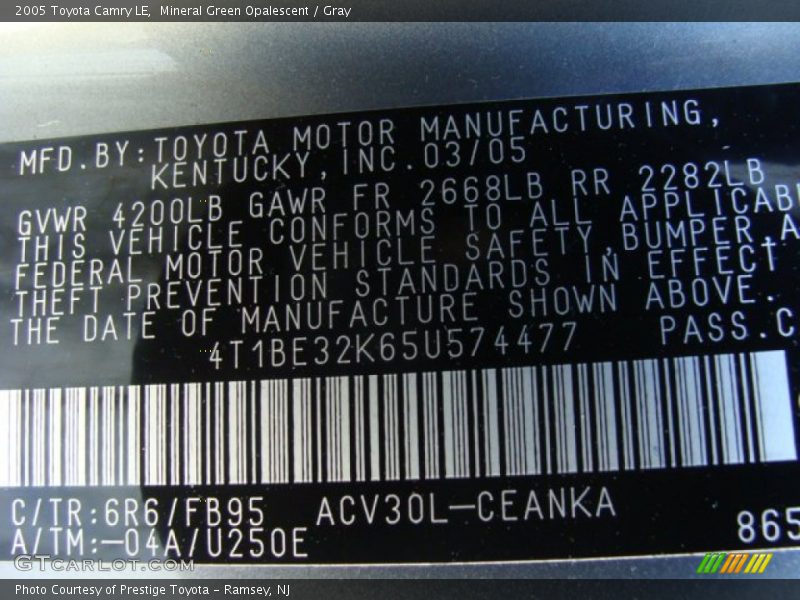 2005 Toyota Camry LE, Mineral Green Opalescent / Gray
MFD.BY:TOYOTA MOTOR MANUFACTURING,
KENTUCKY,INC.03/05
GVWR 4200LB GAWR FR 2668LB RR 2282LB
THIS VEHICLE CONFORMS TO ALL APPLICABL
FEDERAL MOTOR VEHICLE SAFETY,BUMPER,A
THEFT PREVENTION STANDARDS IN EFFECT
THE DATE OF MANUFACTURE SHOWN ABOVE.
4T1BE32K65U574477 PASS.C
C/TR:6R6/FB95 ACV30L-CEANKA
A/TM:-04A/U250E 865
GTcarlot.com
Photo Courtesy of Prestige Toyota - Ramsey, NJ